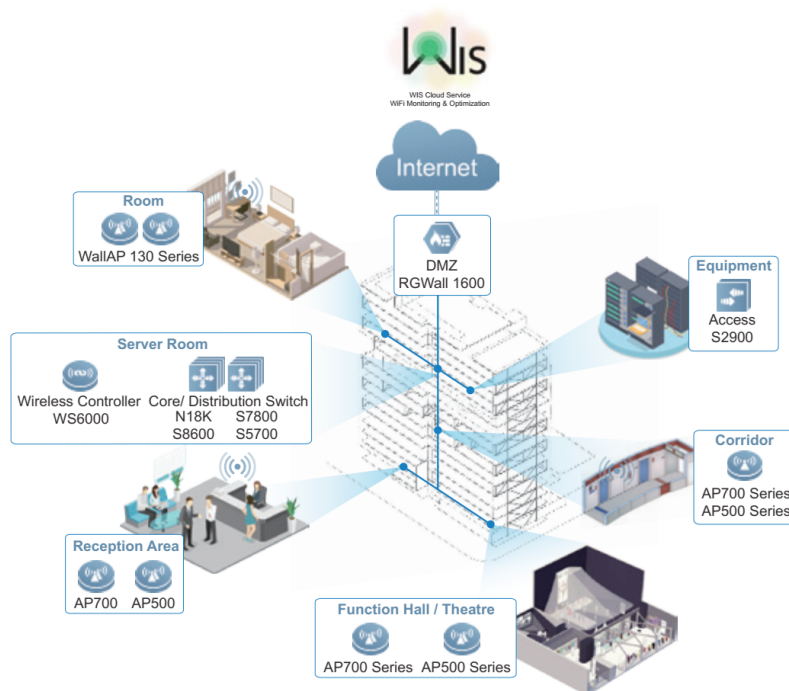 WIS
WIS Cloud Service
WiFi Monitoring & Optimization
Internet
DMZ
RGWall 1600
Room
WallAP 130 Series
Equipment
Access
S2900
Server Room
Wireless Controller
WS6000
Core/ Distribution Switch
N18K S7800
S8600 S5700
Corridor
AP700 Series
AP500 Series
Reception Area
AP700 AP500
Function Hall / Theatre
AP700 Series AP500 Series